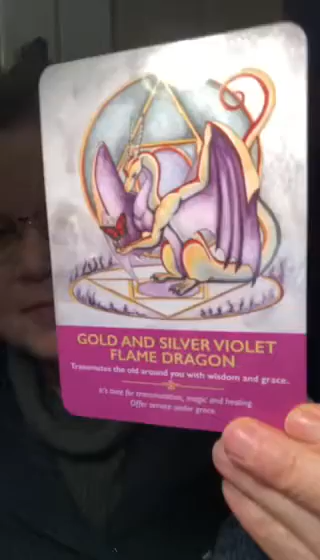 GOLD AND SILVER VIOLET
FLAME DRAGON
Transmutes the old around you with wisdom and grace.
It's time for transmutation, magic and healing
Offer service under grace.